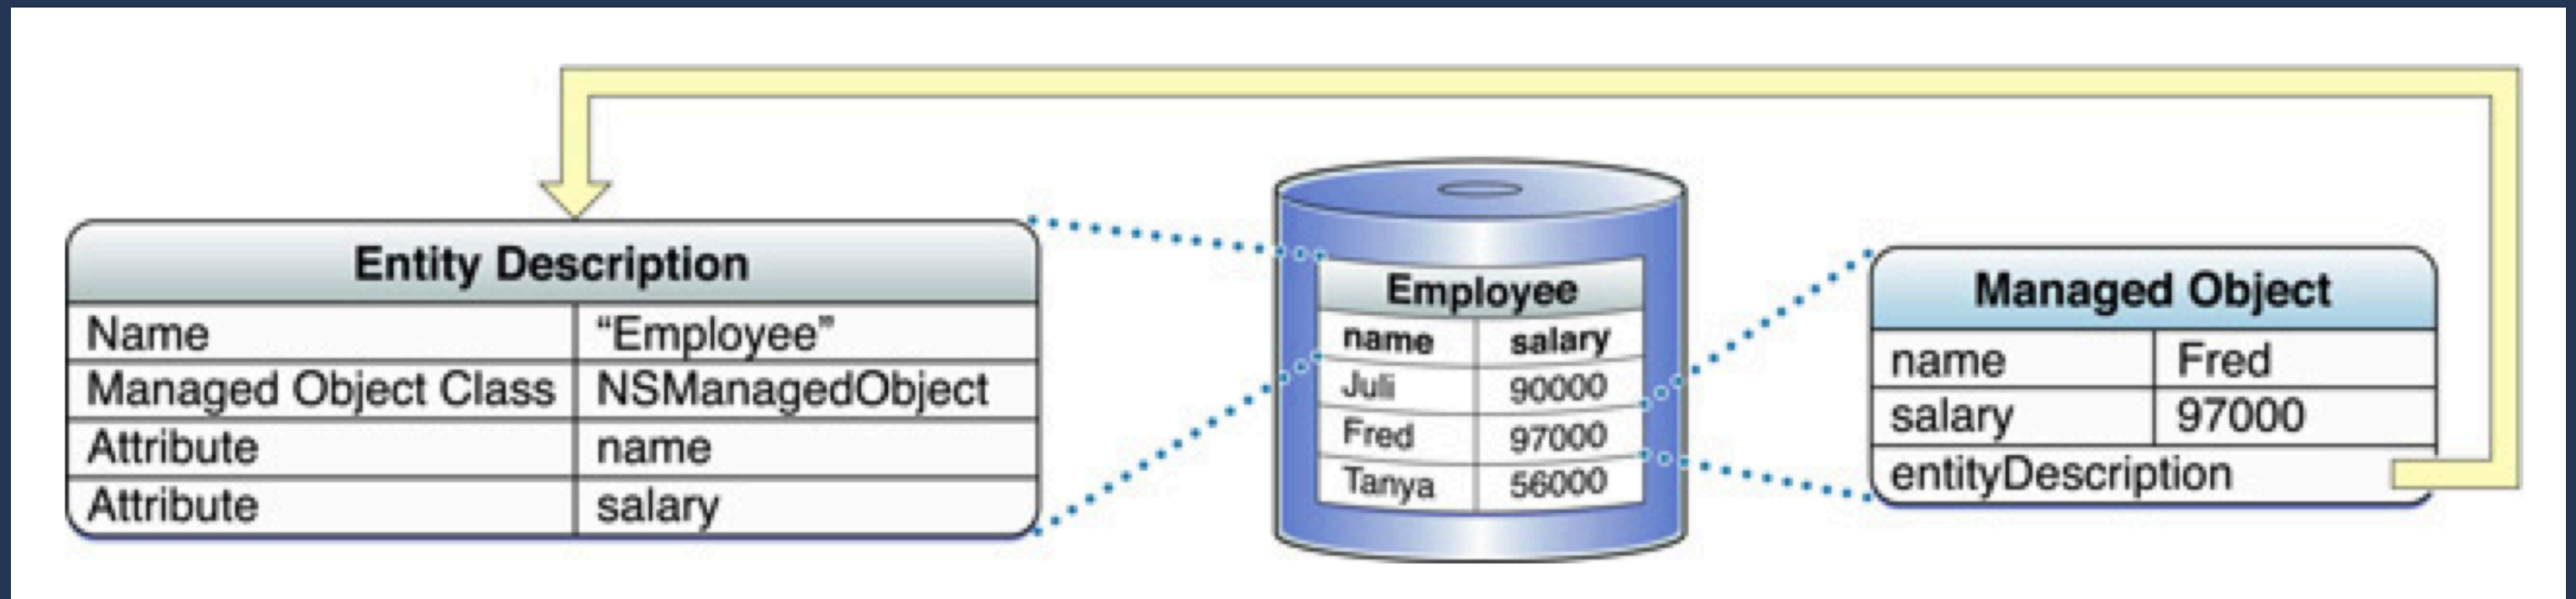 Entity Description
Name “Employee”
Managed Object Class NSManagedObject
Attribute name
Attribute salary
Employee
name salary
Juli 90000
Fred 97000
Tanya 56000
Managed Object
name Fred
salary 97000
entityDescription